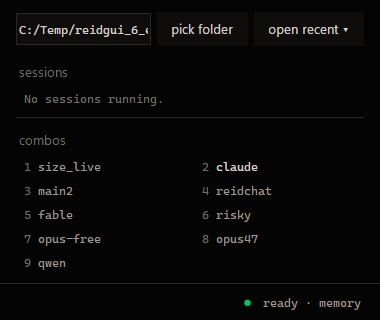 C:/Temp/reidgui_6_ pick folder open recent ▾
sessions
No sessions running.
combos
1 size_live 2 claude
3 main2 4 reidchat
5 fable 6 risky
7 opus-free 8 opus47
9 qwen
● ready · memory